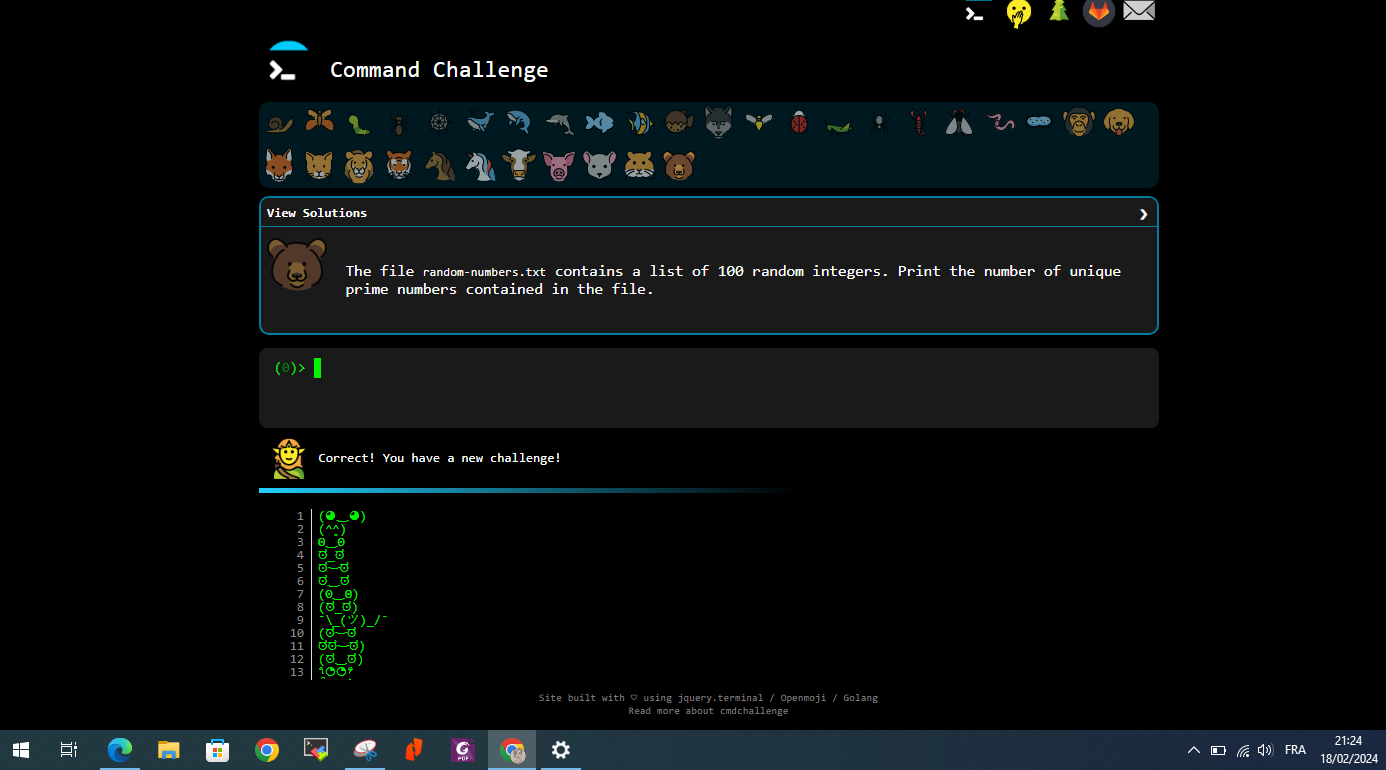 Command Challenge
View Solutions
The file random-numbers.txt contains a list of 100 random integers. Print the number of unique
prime numbers contained in the file.
(0)>
Correct! You have a new challenge!
1
2 (^̮^)
3 ʘ‿ʘ
4 ಠ_ಠ
5 ಠ⌣ಠ
6 ಠ‿ಠ
7 (ʘ‿ʘ)
8 (ಠ_ಠ)
9 ¯\_(ツ)_/¯
10 (ಠ⌣ಠ
11 ಠಠ⌣ಠ)
12 (ಠ‿ಠ)
13
Site built with ♡ using jquery.terminal / Openmoji / Golang
Read more about cmdchallenge
FRA
21:24
18/02/2024